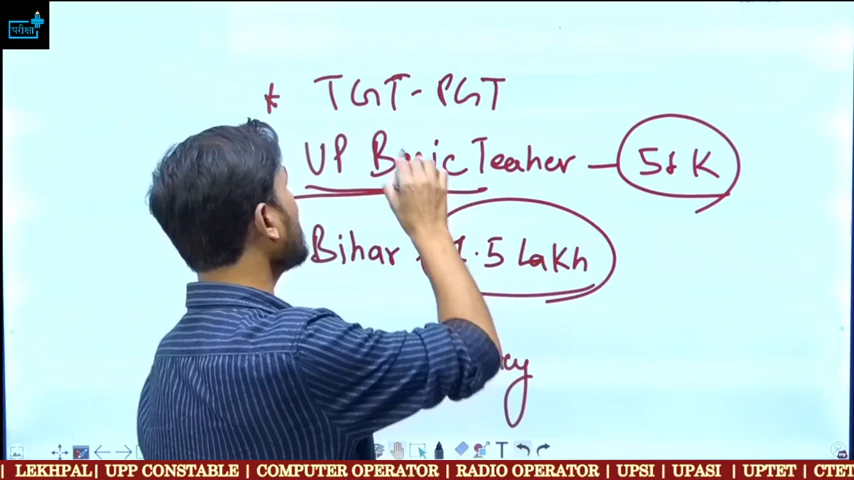 परीक्षा
* TGT-PGT
UP Basic Teaher —
Bihar 1.5 Lakh
| LEKHPAL| UPP CONSTABLE | COMPUTER OPERATOR | RADIO OPERATOR | UPSI | UPASI | UPTET | CTET